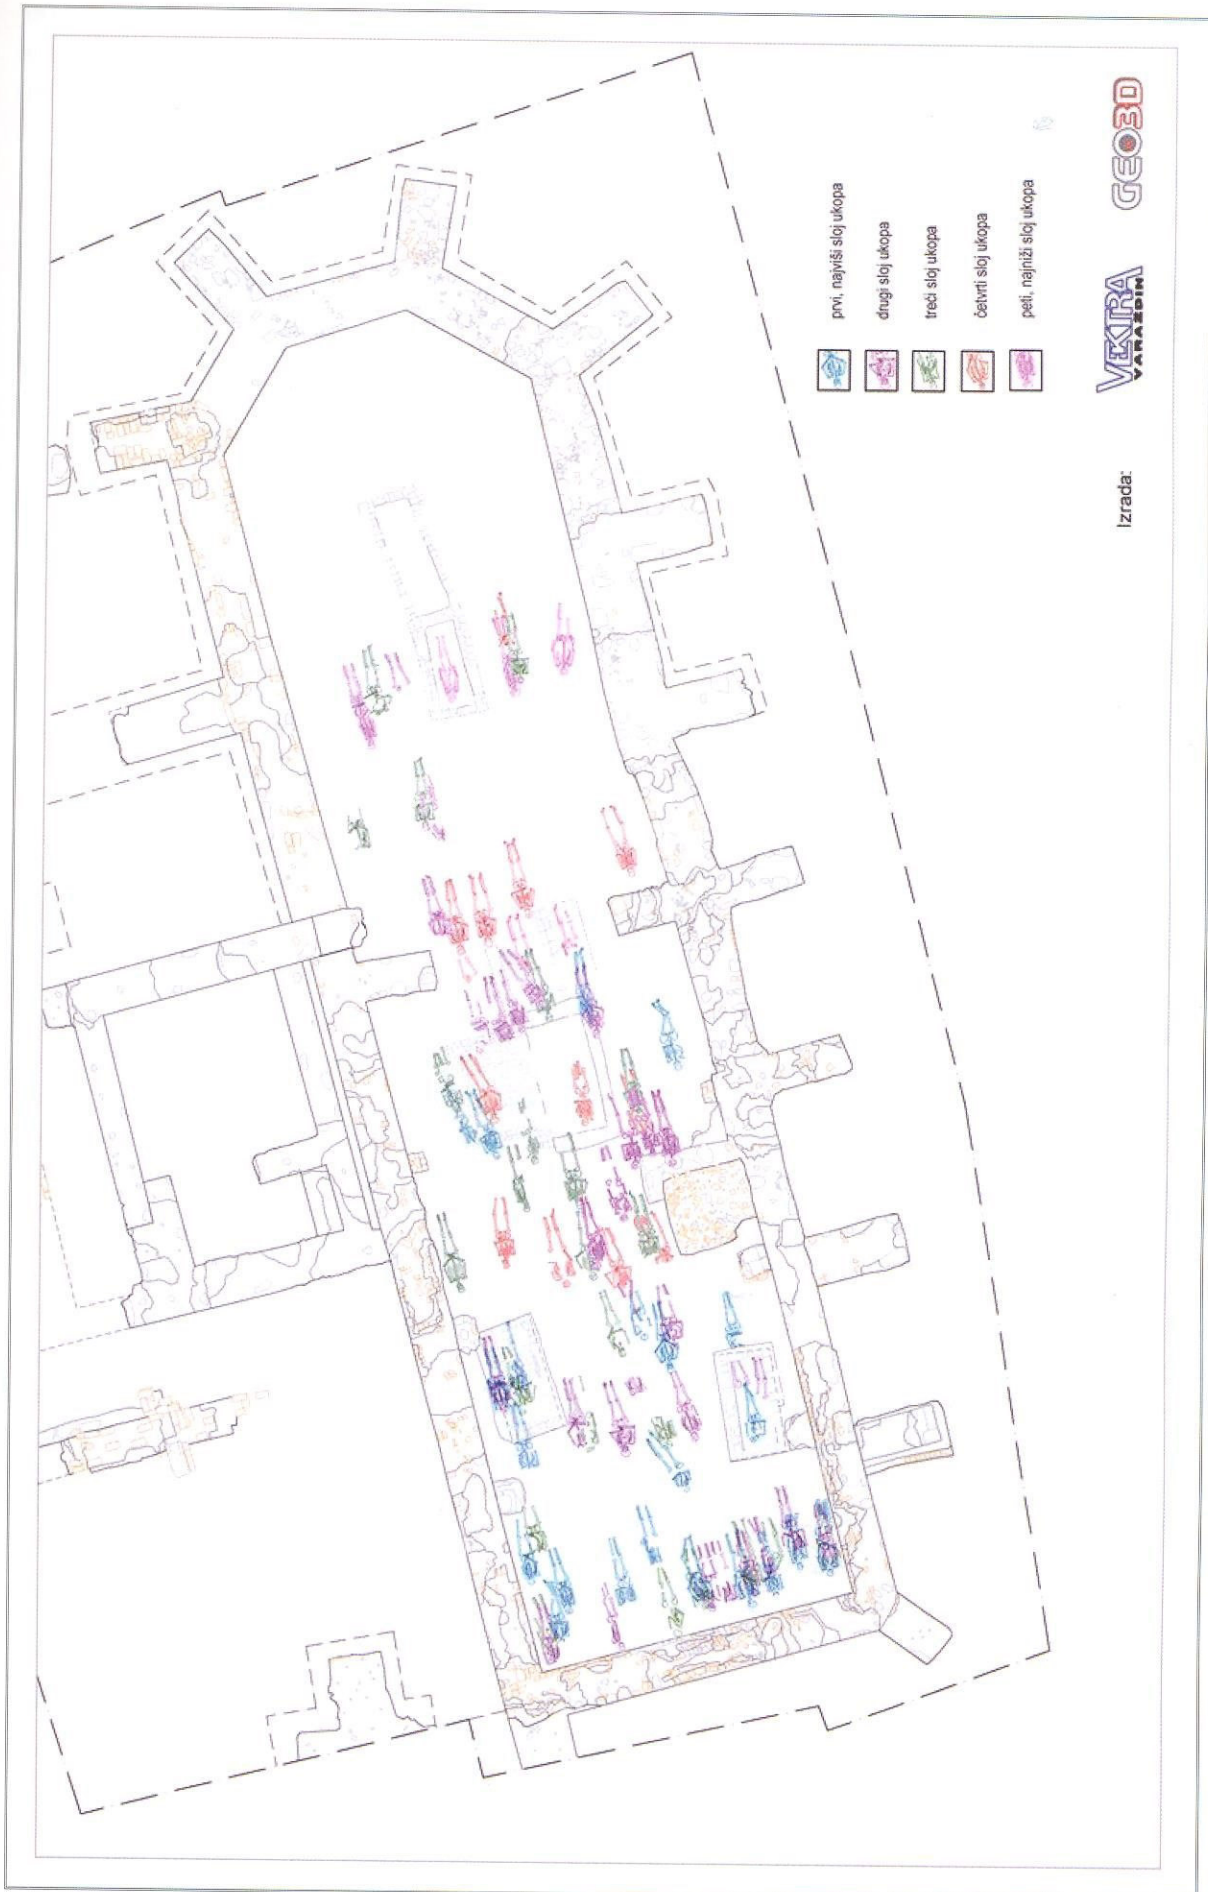 prvi, najviši sloj ukopa
drugi sloj ukopa
treći sloj ukopa
četvrti sloj ukopa
peti, najniži sloj ukopa
Izrada:
VEKTRA
VARAŽDIN
GEO3D